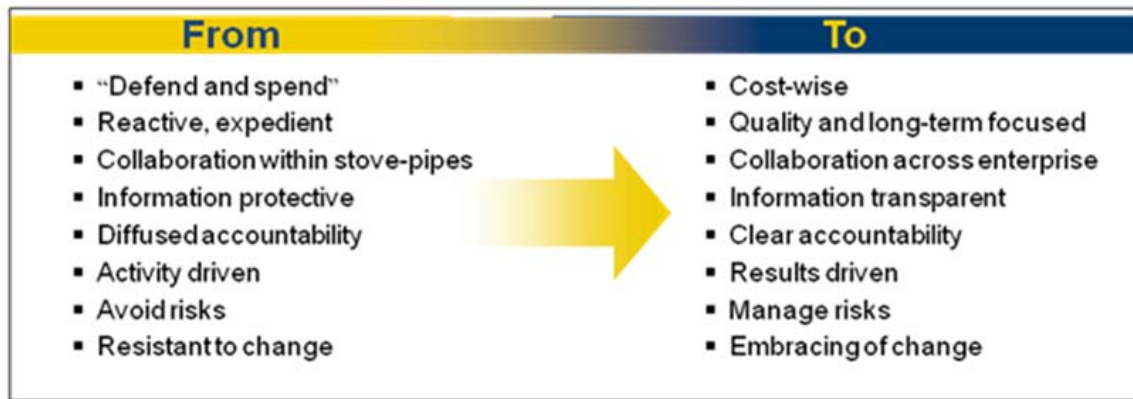 From
“Defend and spend”
Reactive, expedient
Collaboration within stove-pipes
Information protective
Diffused accountability
Activity driven
Avoid risks
Resistant to change
To
Cost-wise
Quality and long-term focused
Collaboration across enterprise
Information transparent
Clear accountability
Results driven
Manage risks
Embracing of change